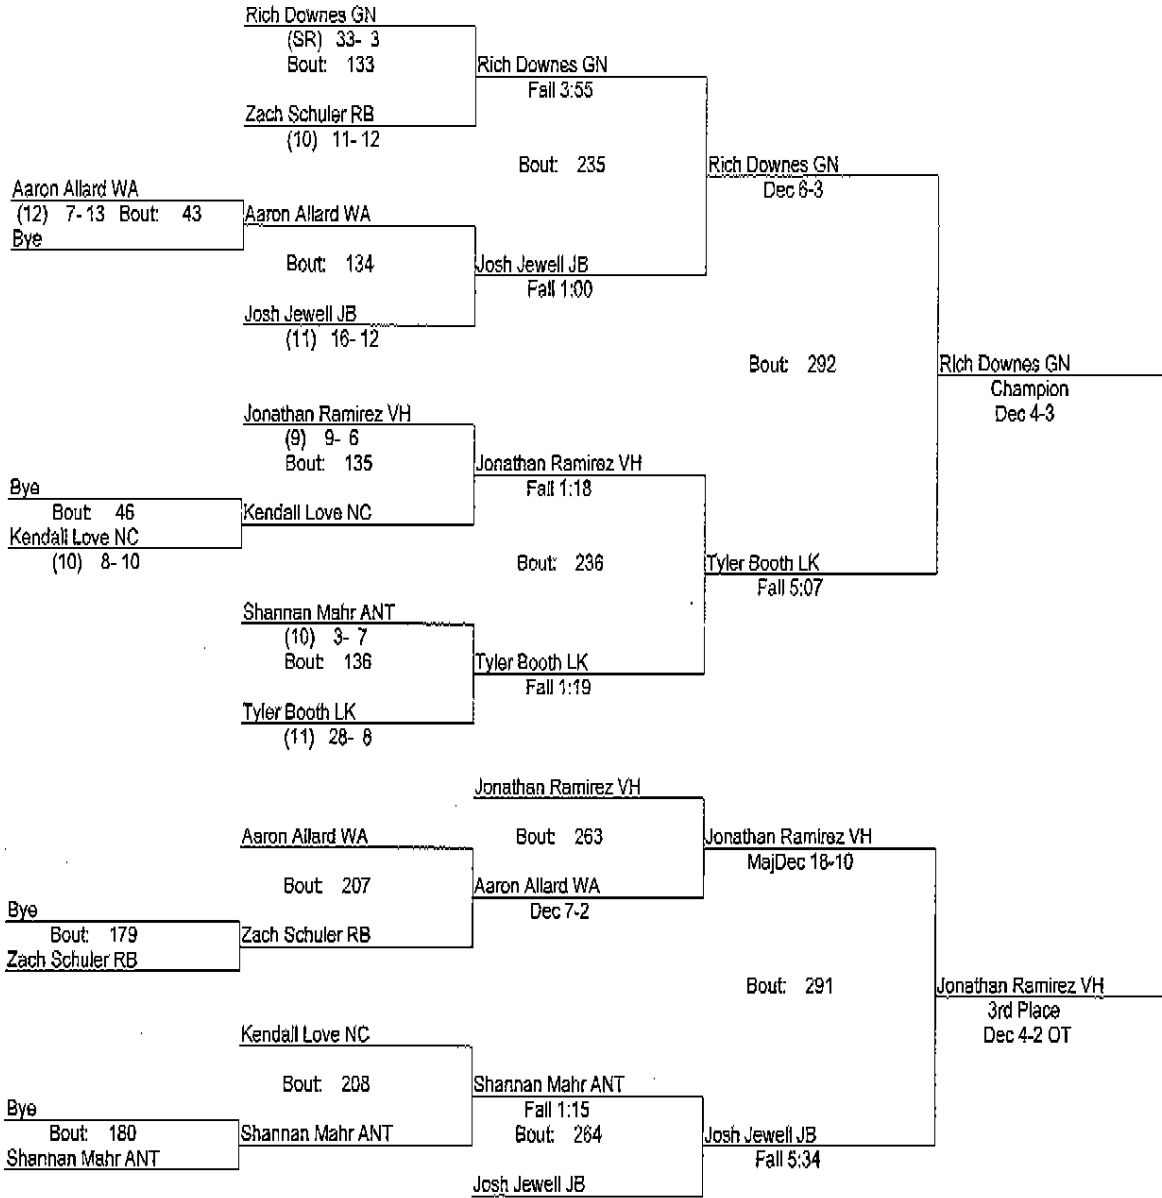 Rich Downes GN
(SR) 33- 3
Bout: 133
Rich Downes GN
Fall 3:55
Zach Schuler RB
(10) 11- 12
Bout: 235
Rich Downes GN
Dec 6-3
Aaron Allard WA
(12) 7- 13 Bout: 43
Bye
Aaron Allard WA
Bout: 134
Josh Jewell JB
Fall 1:00
Josh Jewell JB
(11) 16- 12
Bout: 292
Rich Downes GN
Champion
Dec 4-3
Jonathan Ramirez VH
(9) 9- 6
Bout: 135
Jonathan Ramirez VH
Fall 1:18
Bye
Bout: 46
Kendall Love NC
(10) 8- 10
Kendall Love NC
Bout: 236
Tyler Booth LK
Fall 5:07
Shannan Mahr ANT
(10) 3- 7
Bout: 136
Tyler Booth LK
Fall 1:19
Tyler Booth LK
(11) 28- 8
Jonathan Ramirez VH
Bout: 263
Jonathan Ramirez VH
MajDec 18-10
Aaron Allard WA
Bout: 207
Aaron Allard WA
Dec 7-2
Bye
Bout: 179
Zach Schuler RB
Zach Schuler RB
Bout: 291
Jonathan Ramirez VH
3rd Place
Dec 4-2 OT
Kendall Love NC
Bout: 208
Shannan Mahr ANT
Fall 1:15
Bout: 264
Bye
Bout: 180
Shannan Mahr ANT
Shannan Mahr ANT
Josh Jewell JB
Fall 5:34
Josh Jewell JB